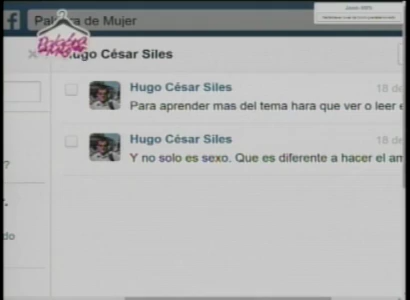 Palabra de Mujer
Hugo César Siles
Hugo César Siles
18 de
Para aprender mas del tema hara que ver o leer e
Hugo César Siles
18 de
Y no solo es sexo. Que es diferente a hacer el am
?
do